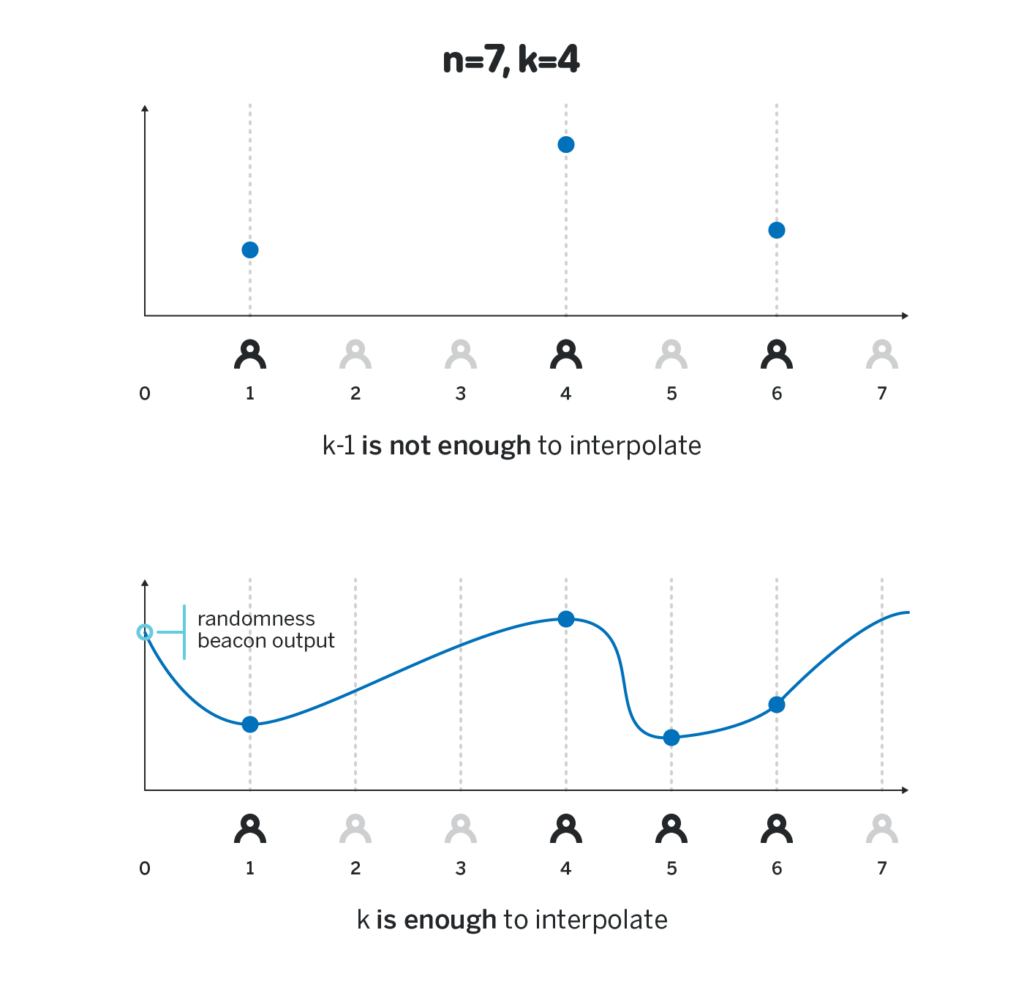 n=7, k=4
0 1 2 3 4 5 6 7
k-1 is not enough to interpolate
randomness
beacon output
0 1 2 3 4 5 6 7
k is enough to interpolate